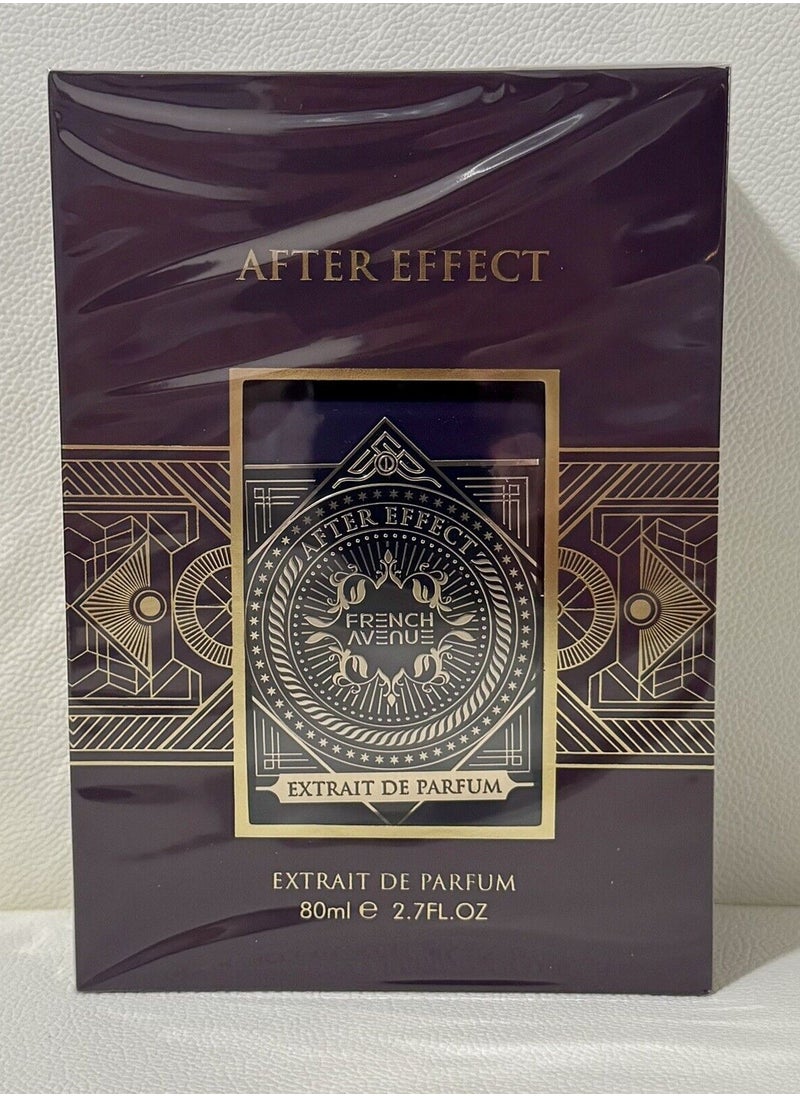 AFTER EFFECT
AFTER EFFECT
FRENCH
AVENUE
EXTRAIT DE PARFUM
EXTRAIT DE PARFUM
80ml e 2.7FL.OZ